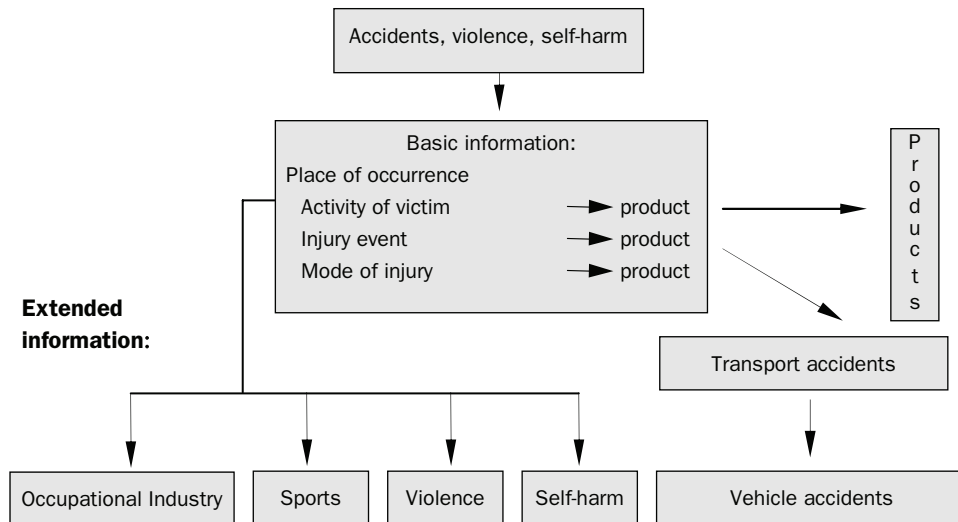 Accidents, violence, self-harm
Basic information:
Place of occurrence
Activity of victim product
Injury event product
Mode of injury product
Products
Extended
information:
Transport accidents
Occupational Industry
Sports
Violence
Self-harm
Vehicle accidents